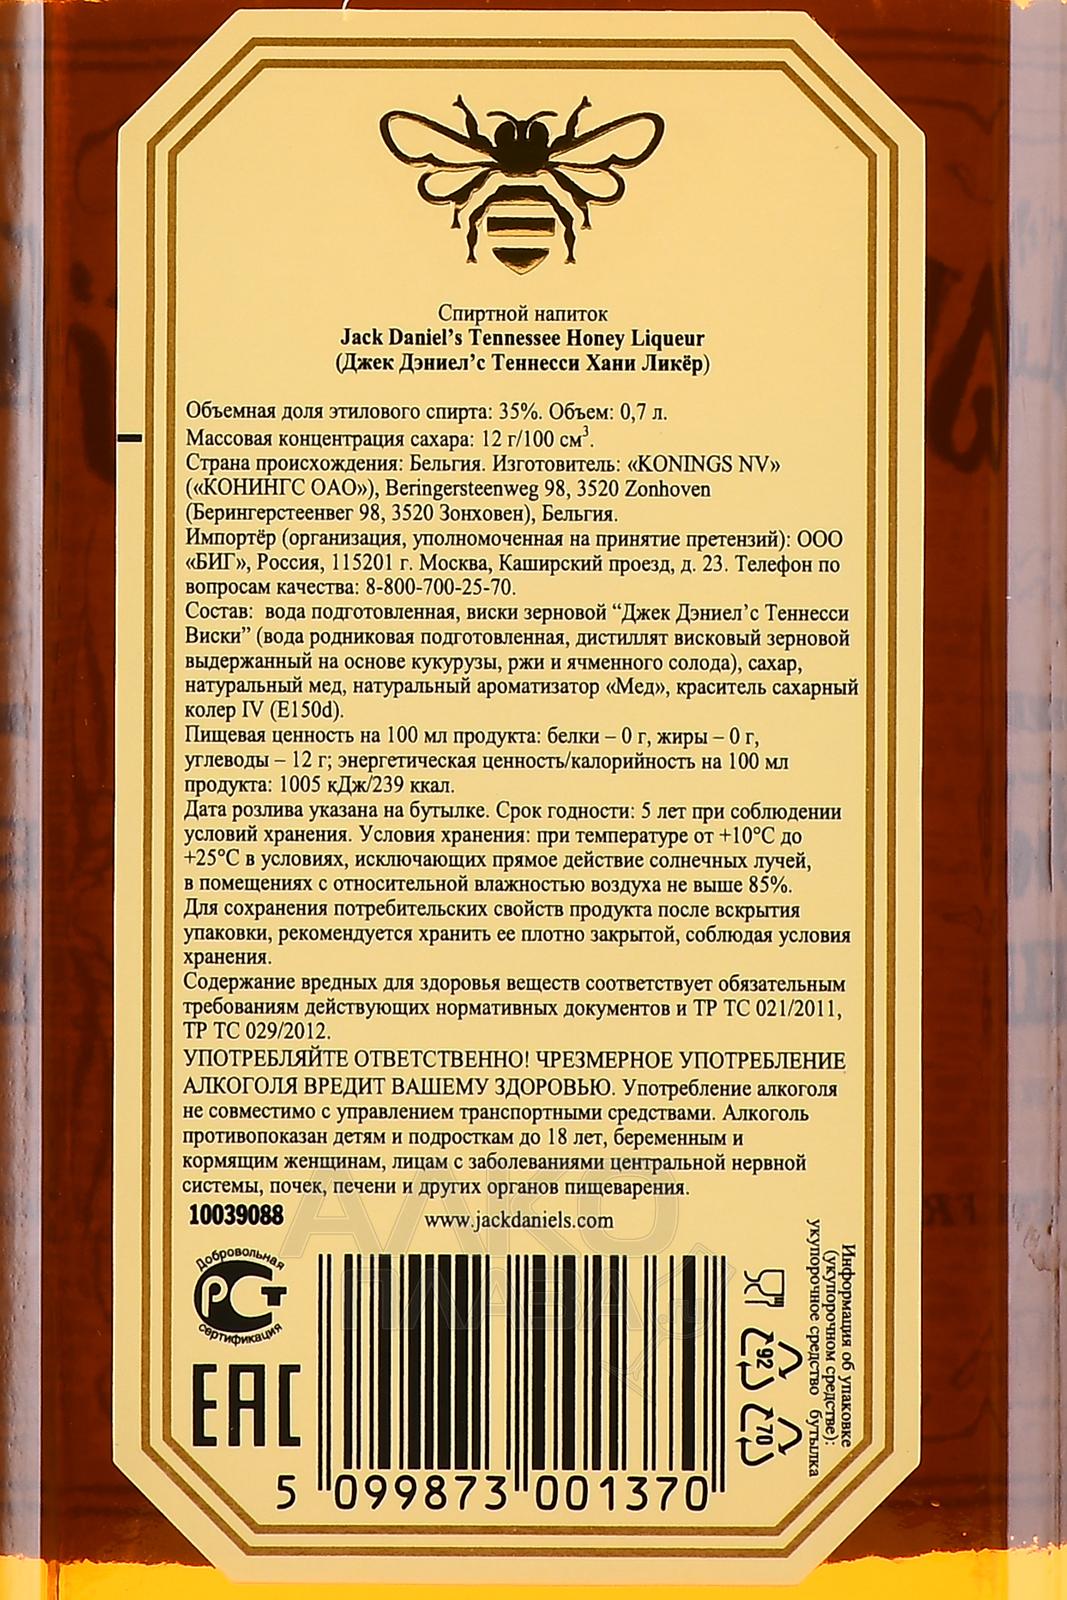 Спиртной напиток
Jack Daniel’s Tennessee Honey Liqueur
(Джек Дэниел’с Теннесси Хани Ликёр)
Объемная доля этилового спирта: 35%. Объем: 0,7 л.
Массовая концентрация сахара: 12 г/100 см³.
Страна происхождения: Бельгия. Изготовитель: «KONINGS NV»
(«КОНИНГС ОАО»), Beringersteenweg 98, 3520 Zonhoven
(Берингерстеенвег 98, 3520 Зонховен), Бельгия.
Импортёр (организация, уполномоченная на принятие претензий): ООО
«БИГ», Россия, 115201 г. Москва, Каширский проезд, д. 23. Телефон по
вопросам качества: 8-800-700-25-70.
Состав: вода подготовленная, виски зерновой “Джек Дэниел’с Теннесси
Виски” (вода родниковая подготовленная, дистиллят висковый зерновой
выдержанный на основе кукурузы, ржи и ячменного солода), сахар,
натуральный мед, натуральный ароматизатор «Мед», краситель сахарный
колер IV (E150d).
Пищевая ценность на 100 мл продукта: белки – 0 г, жиры – 0 г,
углеводы – 12 г; энергетическая ценность/калорийность на 100 мл
продукта: 1005 кДж/239 ккал.
Дата розлива указана на бутылке. Срок годности: 5 лет при соблюдении
условий хранения. Условия хранения: при температуре от +10°С до
+25°С в условиях, исключающих прямое действие солнечных лучей,
в помещениях с относительной влажностью воздуха не выше 85%.
Для сохранения потребительских свойств продукта после вскрытия
упаковки, рекомендуется хранить ее плотно закрытой, соблюдая условия
хранения.
Содержание вредных для здоровья веществ соответствует обязательным
требованиям действующих нормативных документов и ТР ТС 021/2011,
ТР ТС 029/2012.
УПОТРЕБЛЯЙТЕ ОТВЕТСТВЕННО! ЧРЕЗМЕРНОЕ УПОТРЕБЛЕНИЕ
АЛКОГОЛЯ ВРЕДИТ ВАШЕМУ ЗДОРОВЬЮ. Употребление алкоголя
не совместимо с управлением транспортными средствами. Алкоголь
противопоказан детям и подросткам до 18 лет, беременным и
кормящим женщинам, лицам с заболеваниями центральной нервной
системы, почек, печени и других органов пищеварения.
10039088 www.jackdaniels.com
Добровольная
РСТ
сертификация
EAC
5 099873 001370
Информация об упаковке
(укупорочном средстве):
укупорочное средство бутылка
92 70
АЛКО
ПЛАЗА.ru